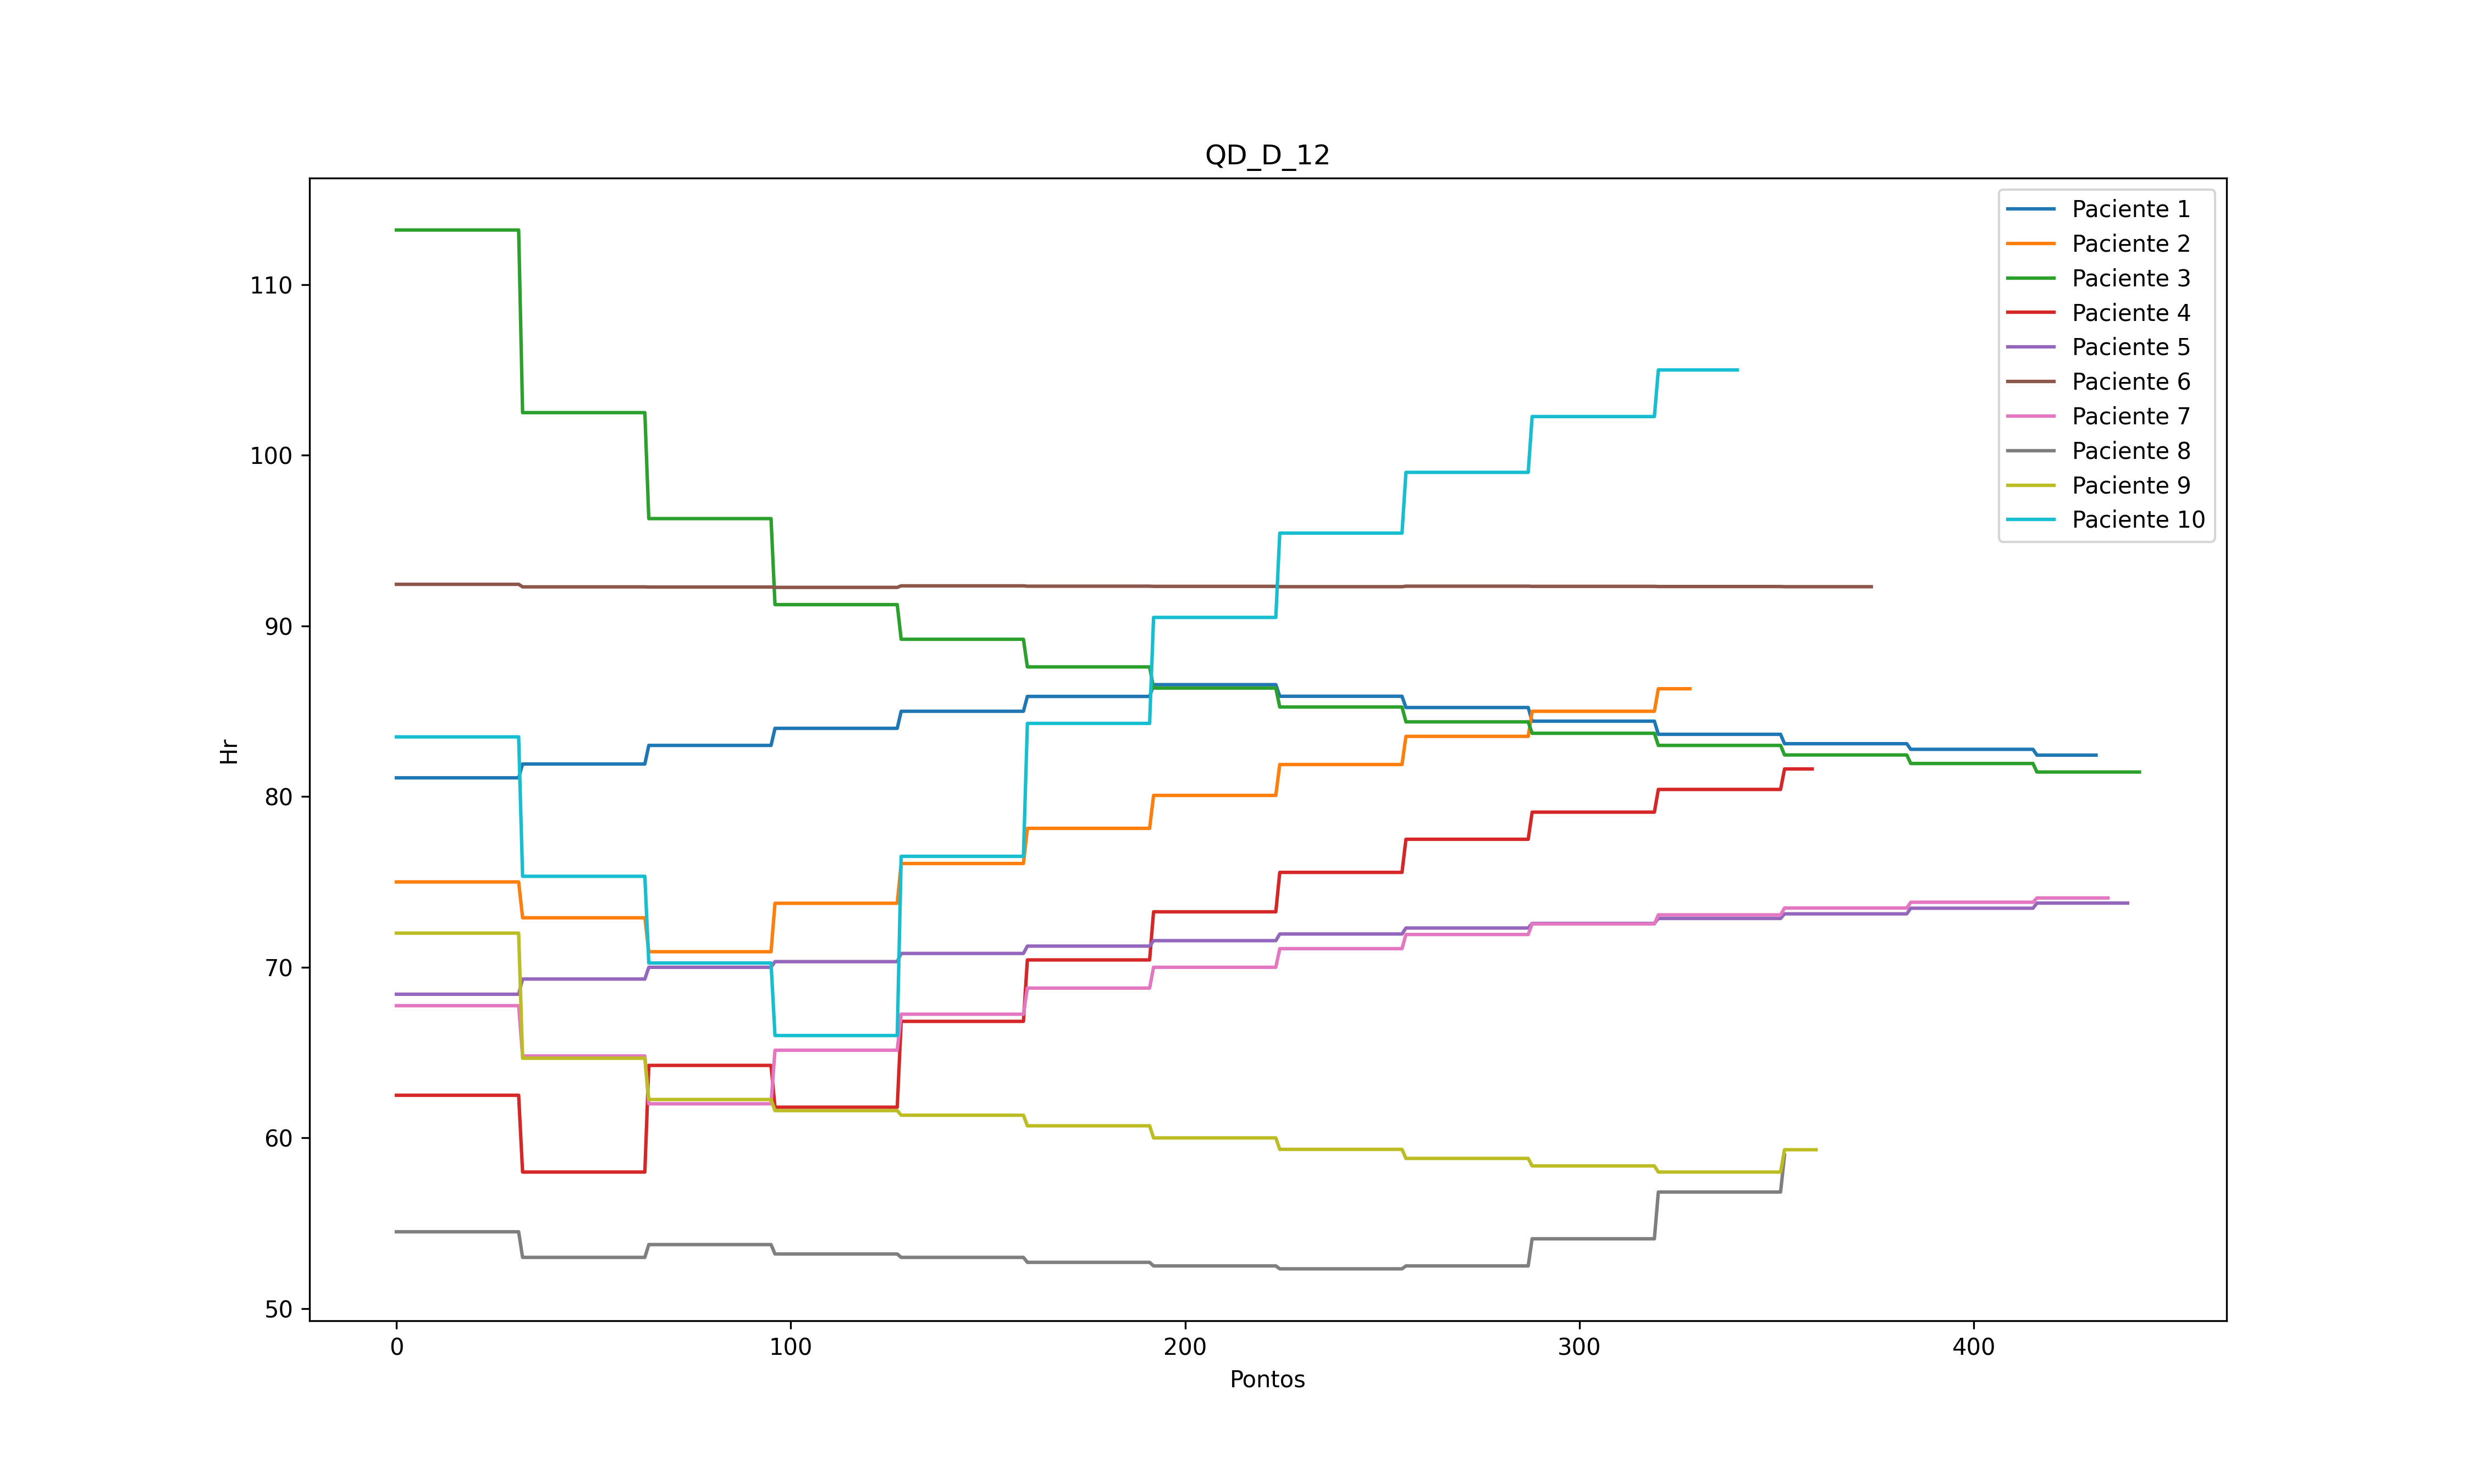 QD_D_12
Paciente 1
Paciente 2
Paciente 3
Paciente 4
Paciente 5
Paciente 6
Paciente 7
Paciente 8
Paciente 9
Paciente 10
110
100
90
80
70
60
50
Hr
0 100 200 300 400
Pontos